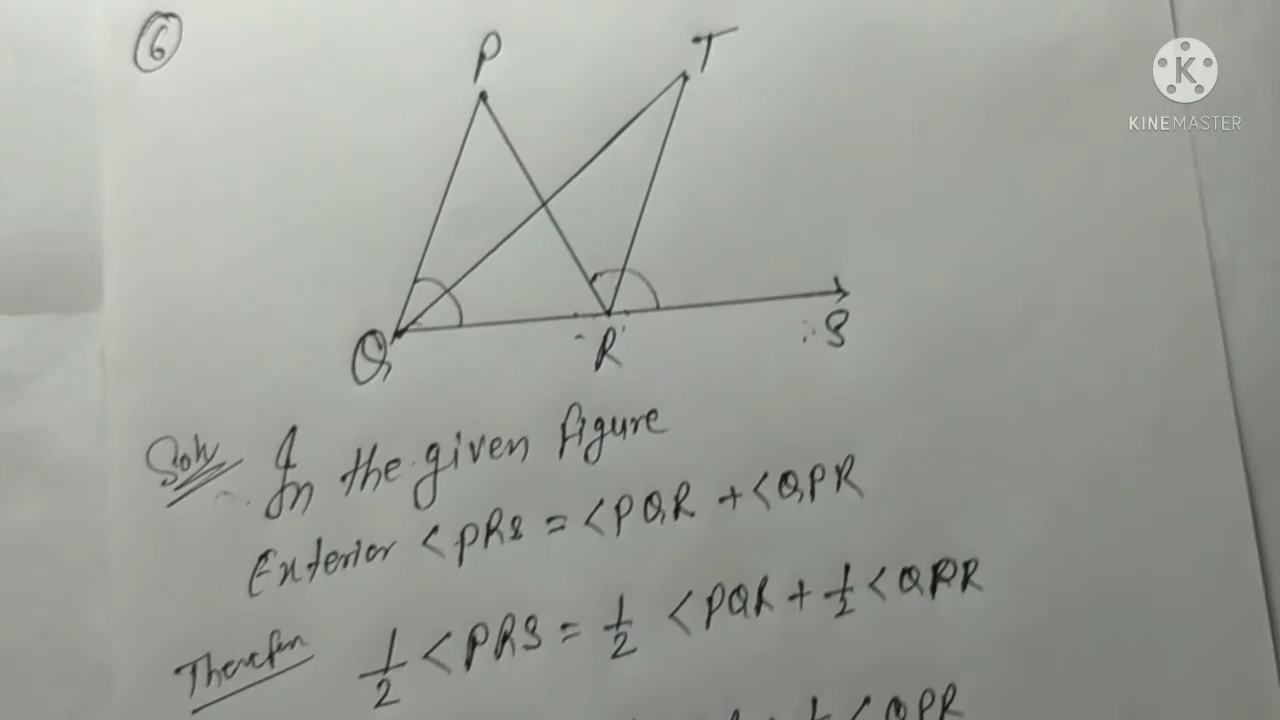 6
P
T
KINEMASTER
Q
R
S
Soln In the given figure
Exterior <PRS = <PQR + <QPR
Therefore 1/2 <PRS = 1/2 <PQR + 1/2 <QPR
<QPR